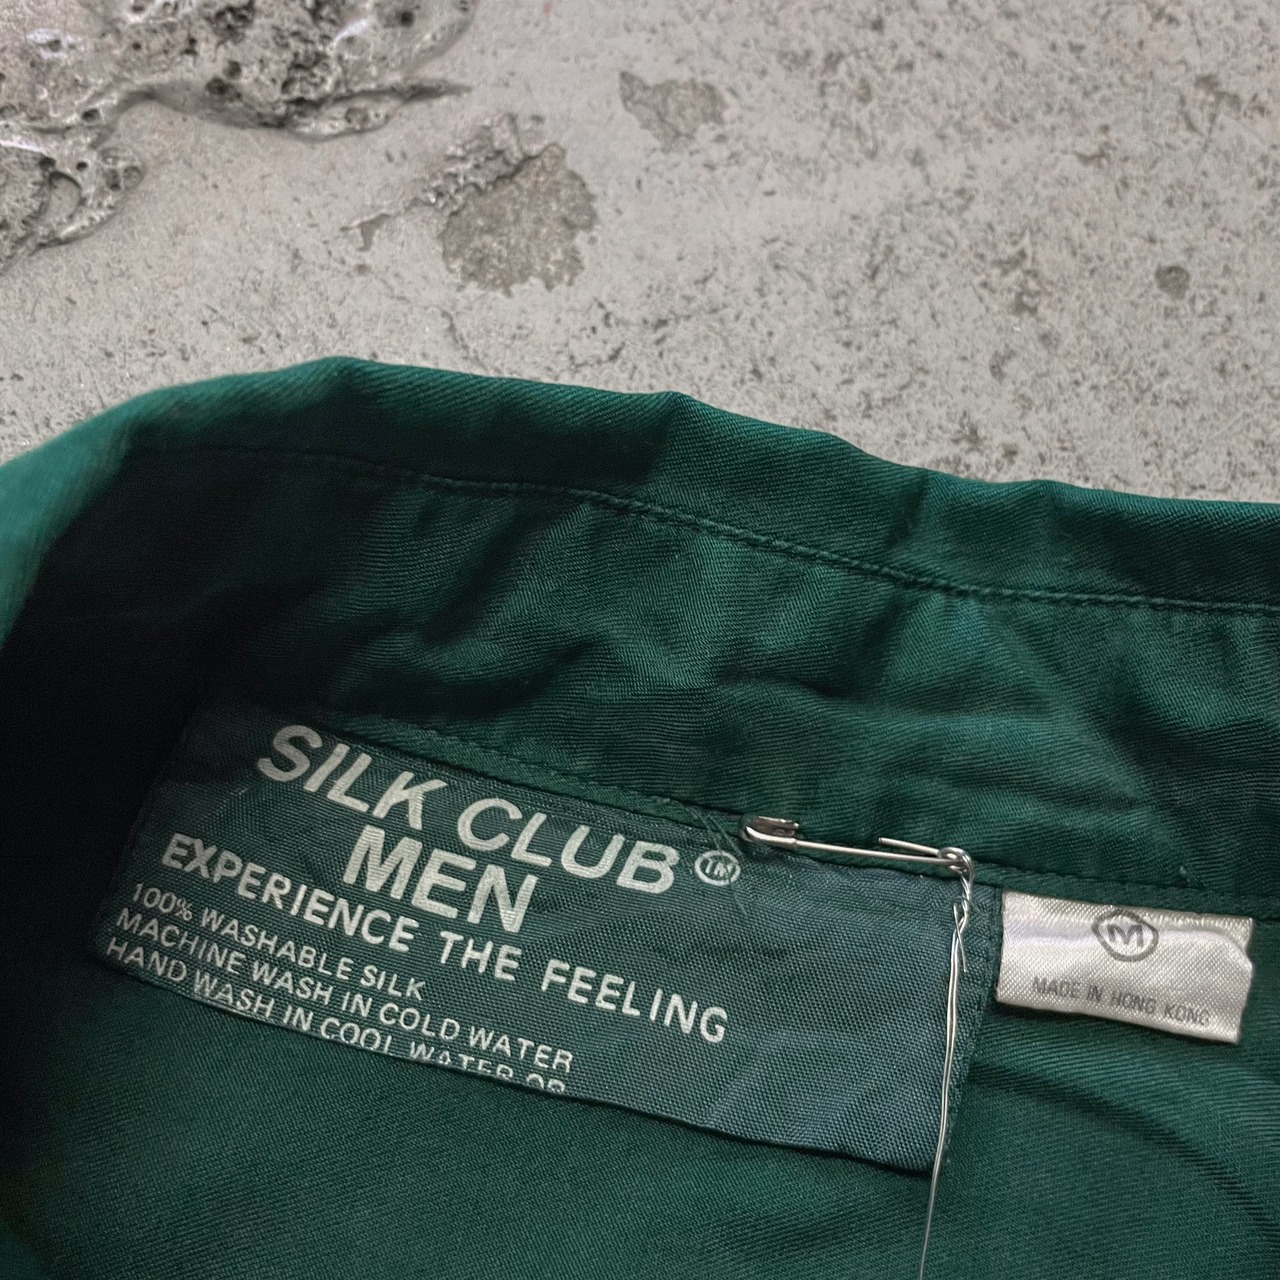 SILK CLUB TM
MEN
EXPERIENCE THE FEELING
100% WASHABLE SILK
MACHINE WASH IN COLD WATER
HAND WASH IN COOL WATER OR
M
MADE IN HONG KONG